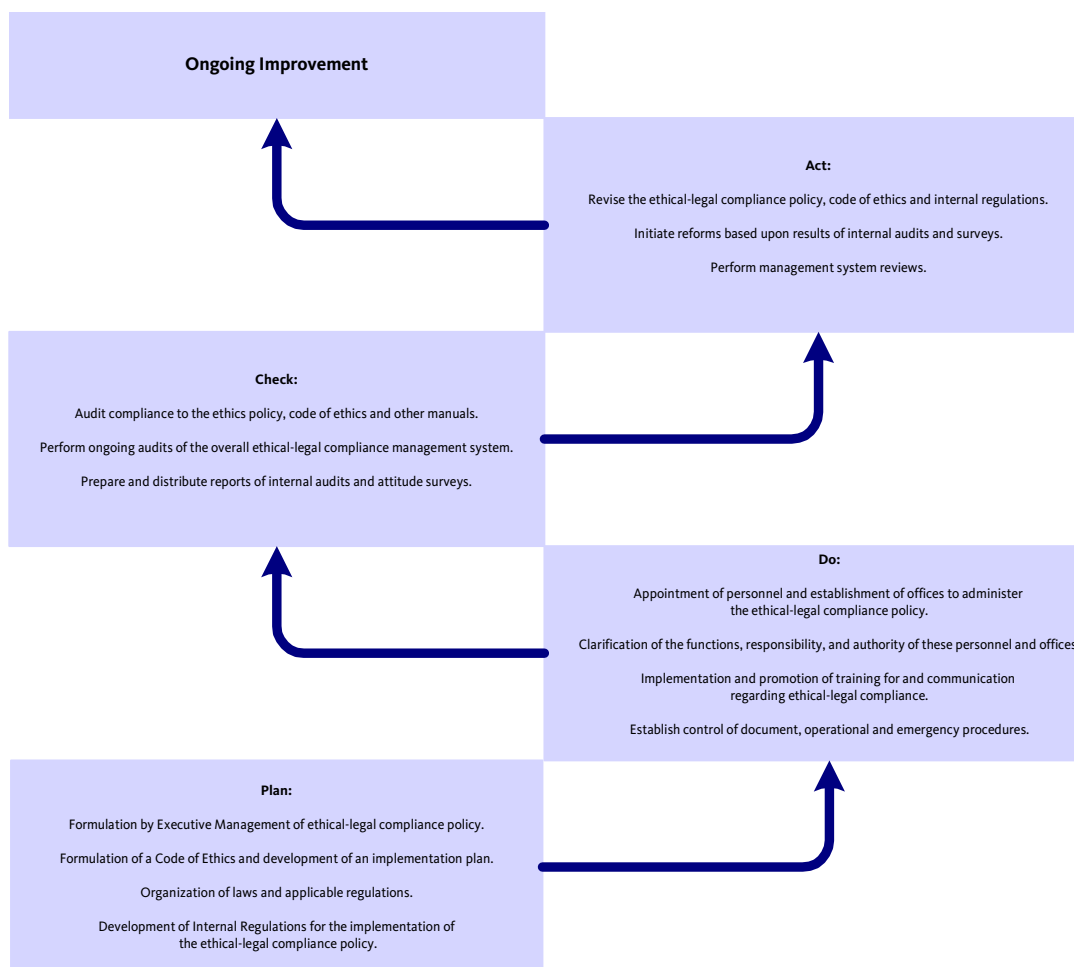 Ongoing Improvement
Act:
Revise the ethical-legal compliance policy, code of ethics and internal regulations.
Initiate reforms based upon results of internal audits and surveys.
Perform management system reviews.
Check:
Audit compliance to the ethics policy, code of ethics and other manuals.
Perform ongoing audits of the overall ethical-legal compliance management system.
Prepare and distribute reports of internal audits and attitude surveys.
Do:
Appointment of personnel and establishment of offices to administer
the ethical-legal compliance policy.
Clarification of the functions, responsibility, and authority of these personnel and offices
Implementation and promotion of training for and communication
regarding ethical-legal compliance.
Establish control of document, operational and emergency procedures.
Plan:
Formulation by Executive Management of ethical-legal compliance policy.
Formulation of a Code of Ethics and development of an implementation plan.
Organization of laws and applicable regulations.
Development of Internal Regulations for the implementation of
the ethical-legal compliance policy.